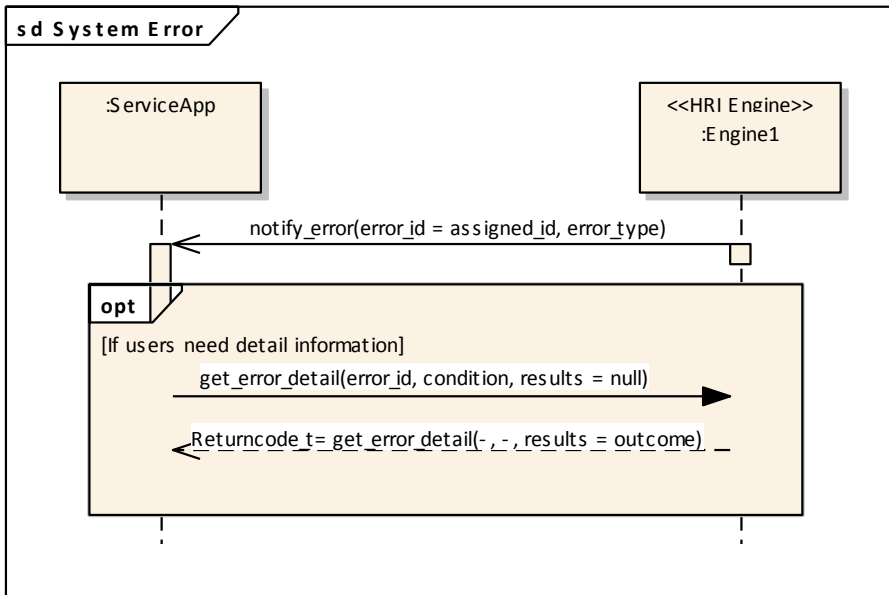 sd System Error
:ServiceApp
<<HRI Engine>>
:Engine1
notify_error(error_id = assigned_id, error_type)
opt
[If users need detail information]
get_error_detail(error_id, condition, results = null)
Returncode_t= get_error_detail(- , - , results = outcome)